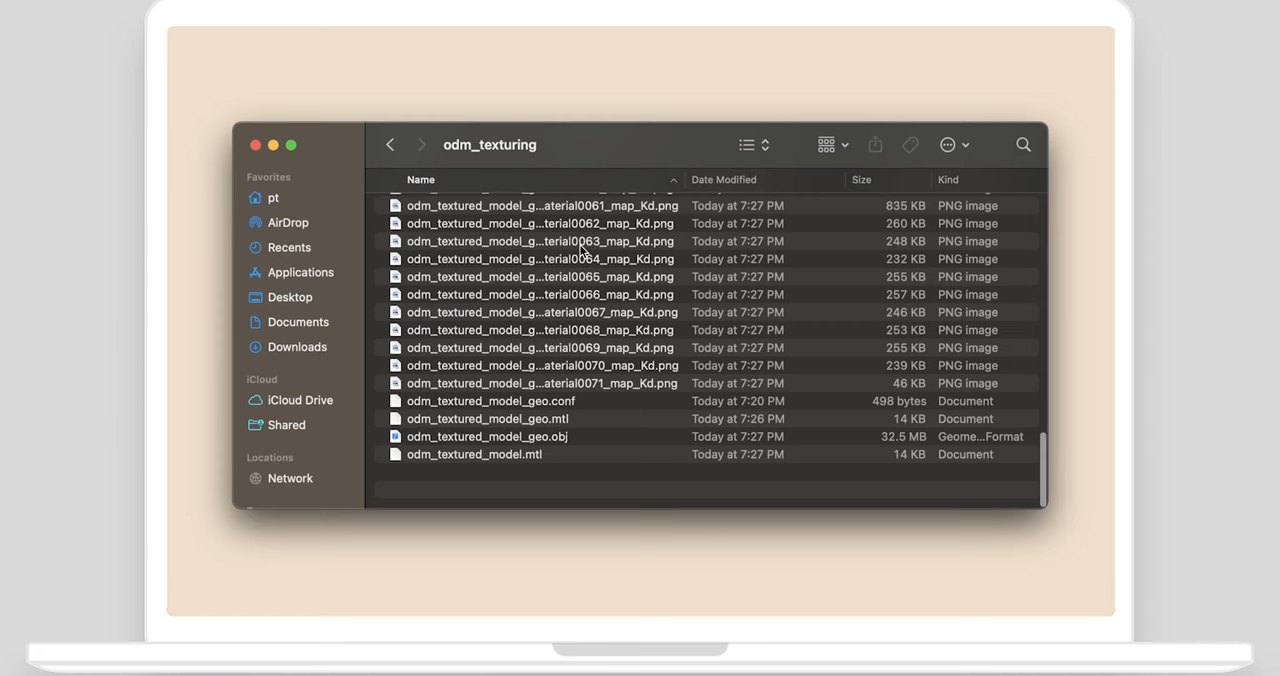 odm_texturing
Favorites
pt
AirDrop
Recents
Applications
Desktop
Documents
Downloads
iCloud
iCloud Drive
Shared
Locations
Network
Name Date Modified Size Kind
odm_textured_model_g...aterial0061_map_Kd.png Today at 7:27 PM 835 KB PNG image
odm_textured_model_g...terial0062_map_Kd.png Today at 7:27 PM 260 KB PNG image
odm_textured_model_g...terial0063_map_Kd.png Today at 7:27 PM 248 KB PNG image
odm_textured_model_g...terial0064_map_Kd.png Today at 7:27 PM 232 KB PNG image
odm_textured_model_g...terial0065_map_Kd.png Today at 7:27 PM 255 KB PNG image
odm_textured_model_g...terial0066_map_Kd.png Today at 7:27 PM 257 KB PNG image
odm_textured_model_g...aterial0067_map_Kd.png Today at 7:27 PM 246 KB PNG image
odm_textured_model_g...terial0068_map_Kd.png Today at 7:27 PM 253 KB PNG image
odm_textured_model_g...terial0069_map_Kd.png Today at 7:27 PM 255 KB PNG image
odm_textured_model_g...aterial0070_map_Kd.png Today at 7:27 PM 239 KB PNG image
odm_textured_model_g...aterial0071_map_Kd.png Today at 7:27 PM 46 KB PNG image
odm_textured_model_geo.conf Today at 7:20 PM 498 bytes Document
odm_textured_model_geo.mtl Today at 7:26 PM 14 KB Document
odm_textured_model_geo.obj Today at 7:27 PM 32.5 MB Geome...Format
odm_textured_model.mtl Today at 7:27 PM 14 KB Document